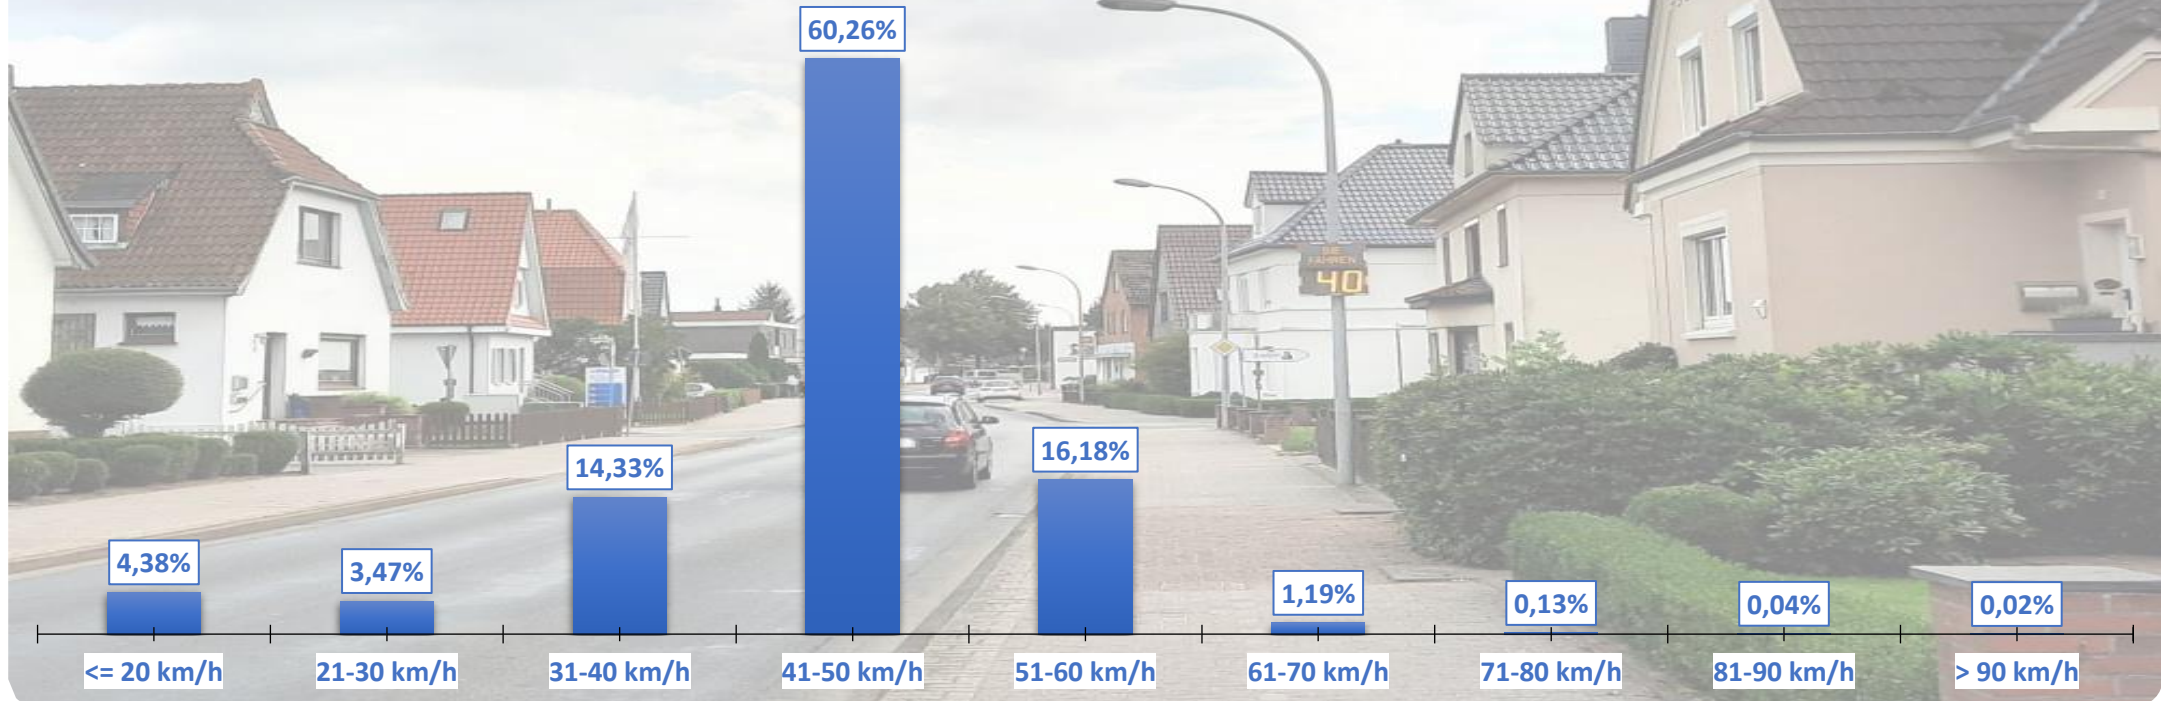 60,26%
SIE
FAHREN
40
16,18%
14,33%
4,38%
3,47%
1,19%
0,13%
0,04%
0,02%
<= 20 km/h
21-30 km/h
31-40 km/h
41-50 km/h
51-60 km/h
61-70 km/h
71-80 km/h
81-90 km/h
> 90 km/h